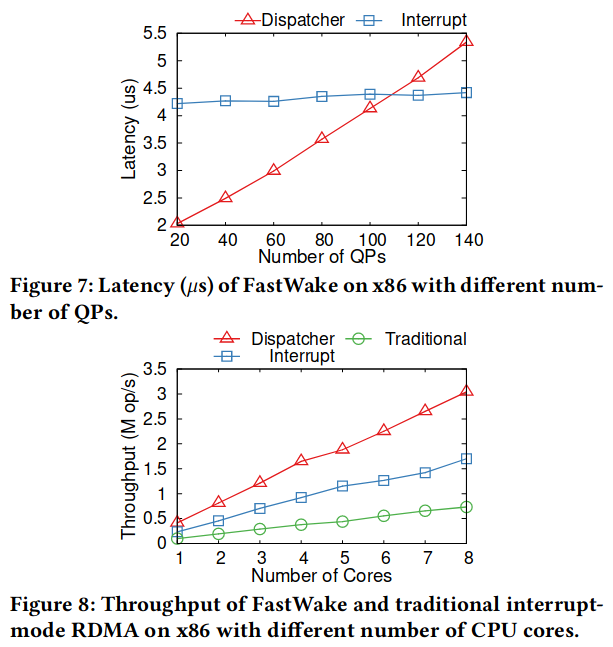 Dispatcher Interrupt
5.5
5
4.5
4
3.5
3
2.5
2
Latency (us)
20 40 60 80 100 120 140
Number of QPs
Figure 7: Latency (μs) of FastWake on x86 with different num-
ber of QPs.
Dispatcher Traditional
Interrupt
3.5
3
2.5
2
1.5
1
0.5
0
Throughput (M op/s)
1 2 3 4 5 6 7 8
Number of Cores
Figure 8: Throughput of FastWake and traditional interrupt-
mode RDMA on x86 with different number of CPU cores.